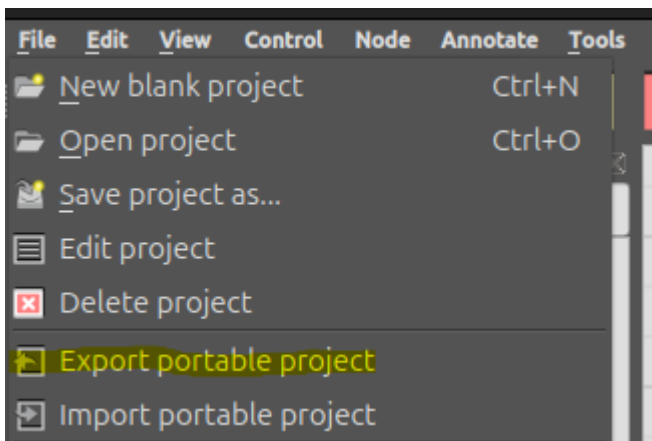 File Edit View Control Node Annotate Tools
New blank project Ctrl+N
Open project Ctrl+O
Save project as...
Edit project
Delete project
Export portable project
Import portable project